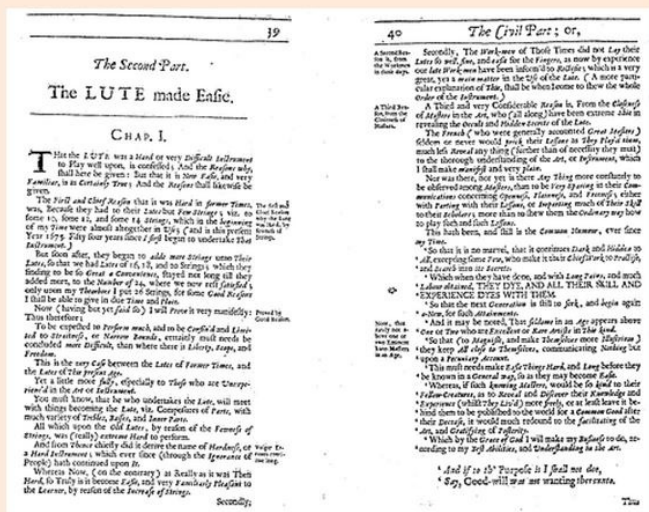 39
The Second Part.
The LUTE made Easie.
CHAP. I.
THat the LUTE was a Hard or very Difficult Instrument
to Play well upon, is confessed; And the Reasons why,
shall here be given: But that it is Now Easie, and very
Familiar, is as Certainly True; And the Reasons shall likewise be
given.
The First and Chief Reason that it was Hard in former Times,
was, Because they had to their Lutes but Few Strings; viz. to
some 10, some 12, and some 14 Strings, which in the beginning
of my Time were almost altogether in Use; (and is this present
Year 1675. Fifty four years since I first began to undertake That
Instrument.)
But soon after, they began to adde more Strings unto Their
Lutes, so that we had Lutes of 16, 18, and 20 Strings; which they
finding to be so Great a Convenience, stayed not long till they
added more, to the Number of 24, where we now rest satisfied;
only upon my Theorboes I put 26 Strings, for some Good Reasons
I shall be able to give in due Time and Place.
Now (having but yet said so) I will Prove it very manifestly:
Thus therefore;
To be expected to Perform much, and to be Confin'd and Limit-
ed to Straitness, or Narrow Bounds, certainly must needs be
concluded more Difficult, than where there is Liberty, Scope, and
Freedom.
This is the very Case between the Lutes of Former Times, and
the Lutes of This present Age.
Yet a little more fully, especially to Those who are Unexpe-
rienc'd in the Art or Instrument.
You must know, that he who undertakes the Lute, will meet
with things becoming the Lute, viz. Compositures of Parts, with
much variety of Trebles, Basses, and Inner Parts.
All which upon the Old Lutes, by reason of the Fewness of
Strings, was (really) extreme Hard to perform.
And from Thence chiefly did it derive the name of Hardness, or
a Hard Instrument; which ever since (through the Ignorance of
People) hath continued upon It.
Whereas Now, (on the contrary) as Really as it was Then
Hard, so Truly is it become Easie, and very Familiarly Pleasant to
the Learner, by reason of the Increase of Strings.
Secondly;
40
The Civil Part; or,
Secondly, The Work-men of Those Times did not Lay their
Lutes so well, fine, and easie for the Fingers, as now by experience
our late Work-men have been inform'd to Rectifie; which is a very
great, yea a main matter in the Use of the Lute. (A more parti-
cular explanation of This, shall be when I come to shew the whole
Order of the Instrument.)
A Third and very Considerable Reason is, From the Closeness
of Masters in the Art, who (all along) have been extreme Shie in
revealing the Occult and Hidden Secrets of the Lute.
The French (who were generally accounted Great Masters)
seldom or never would prick their Lessons as They Play'd them,
much less Reveal any thing (further than of necessity they must)
to the thorough understanding of the Art, or Instrument, which
I shall make manifest and very plain.
Nor was there, nor yet is there Any Thing more constantly to
be observed among Masters, than to be Very Sparing in their Com-
munications concerning Openness, Plainness, and Freeness, either
with Parting with their Lessons, or Imparting much of Their Skill
to their Scholars; more than to shew them the Ordinary way how
to play such and such Lessons.
This hath been, and still is the Common Humour, ever since
my Time.
'So that it is no marvel, that it continues Dark and Hidden to
'All, excepting some Few, who make it their Chief Work to Practise,
'and Search into Its Secrets.
'Which when they have done, and with Long Pains, and much
'Labour obtained, THEY DYE, AND ALL THEIR SKILL AND
'EXPERIENCE DYES WITH THEM.
'So that the next Generation is still to seek, and begin again
'a-New, for such Attainments.
'And it may be noted, That seldome in an Age appears above
'One or Two who are Excellent or Rare Artists in This kind.
'So that (to Magnifie, and make Themselves more Illustrious)
'they keep All close to Themselves, communicating Nothing but
'upon a Pecuniary Account.
'This must needs make Ease Things Hard, and Long before they
'be known in a General way, so as they may become Easie.
'Whereas, if such knowing Masters, would be so kind to their
'Fellow-Creatures, as to Reveal and Discover their Knowledge and
'Experience (whilst They Liv'd) more freely, or at least leave it be-
'hind them to be published to the world for a Common Good after
'their Decease, it would much redound to the facilitating of the
'Art, and Gratifying of Posterity.
'Which by the Grace of God I will make my Business to do, ac-
'cording to my Best Abilities, and Understanding in the Art.
'And if to th' Purpose it I shall not doe,
'Say, Good-will was not wanting thereunto.
Thus